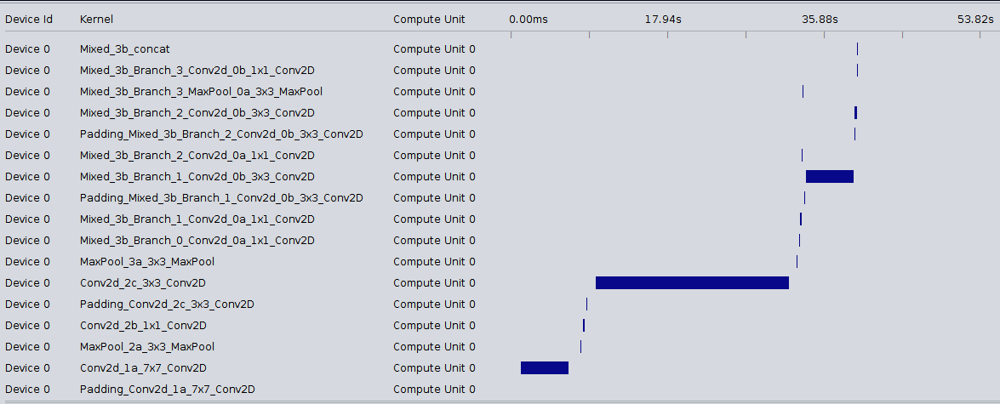 Device Id Kernel Compute Unit 0.00ms 17.94s 35.88s 53.82s
Device 0 Mixed_3b_concat Compute Unit 0
Device 0 Mixed_3b_Branch_3_Conv2d_0b_1x1_Conv2D Compute Unit 0
Device 0 Mixed_3b_Branch_3_MaxPool_0a_3x3_MaxPool Compute Unit 0
Device 0 Mixed_3b_Branch_2_Conv2d_0b_3x3_Conv2D Compute Unit 0
Device 0 Padding_Mixed_3b_Branch_2_Conv2d_0b_3x3_Conv2D Compute Unit 0
Device 0 Mixed_3b_Branch_2_Conv2d_0a_1x1_Conv2D Compute Unit 0
Device 0 Mixed_3b_Branch_1_Conv2d_0b_3x3_Conv2D Compute Unit 0
Device 0 Padding_Mixed_3b_Branch_1_Conv2d_0b_3x3_Conv2D Compute Unit 0
Device 0 Mixed_3b_Branch_1_Conv2d_0a_1x1_Conv2D Compute Unit 0
Device 0 Mixed_3b_Branch_0_Conv2d_0a_1x1_Conv2D Compute Unit 0
Device 0 MaxPool_3a_3x3_MaxPool Compute Unit 0
Device 0 Conv2d_2c_3x3_Conv2D Compute Unit 0
Device 0 Padding_Conv2d_2c_3x3_Conv2D Compute Unit 0
Device 0 Conv2d_2b_1x1_Conv2D Compute Unit 0
Device 0 MaxPool_2a_3x3_MaxPool Compute Unit 0
Device 0 Conv2d_1a_7x7_Conv2D Compute Unit 0
Device 0 Padding_Conv2d_1a_7x7_Conv2D Compute Unit 0